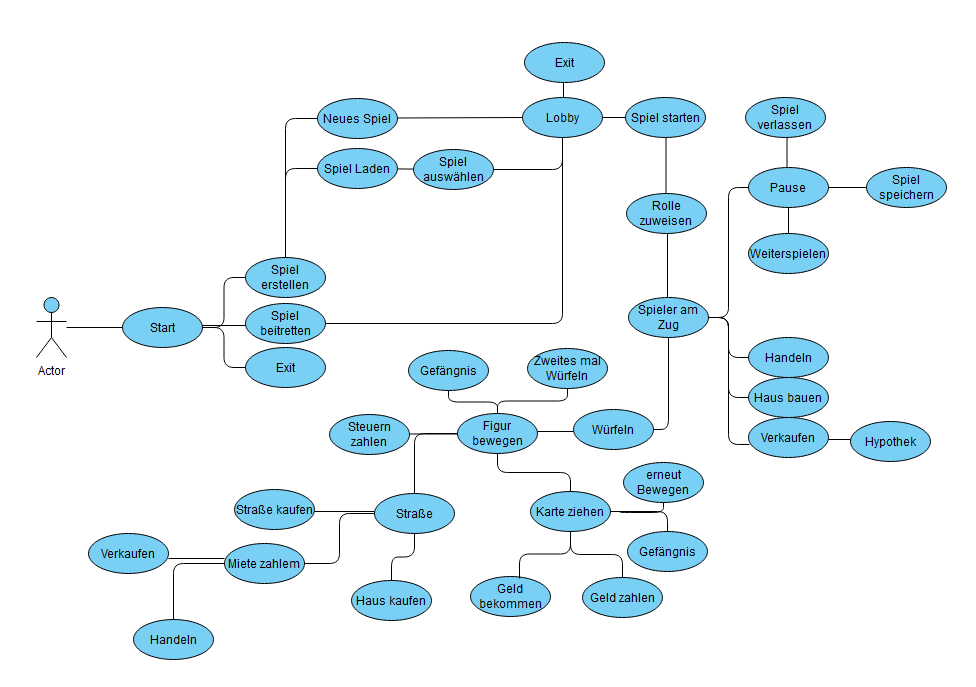 Exit
Neues Spiel
Lobby
Spiel starten
Spiel
verlassen
Spiel Laden
Spiel
auswählen
Pause
Spiel
speichern
Rolle
zuweisen
Weiterspielen
Spiel
erstellen
Actor
Start
Spiel
beitretten
Exit
Spieler am
Zug
Handeln
Haus bauen
Verkaufen
Hypothek
Gefängnis
Zweites mal
Würfeln
Steuern
zahlen
Figur
bewegen
Würfeln
Straße kaufen
Straße
Karte ziehen
erneut
Bewegen
Gefängnis
Verkaufen
Miete zahlem
Haus kaufen
Geld
bekommen
Geld zahlen
Handeln